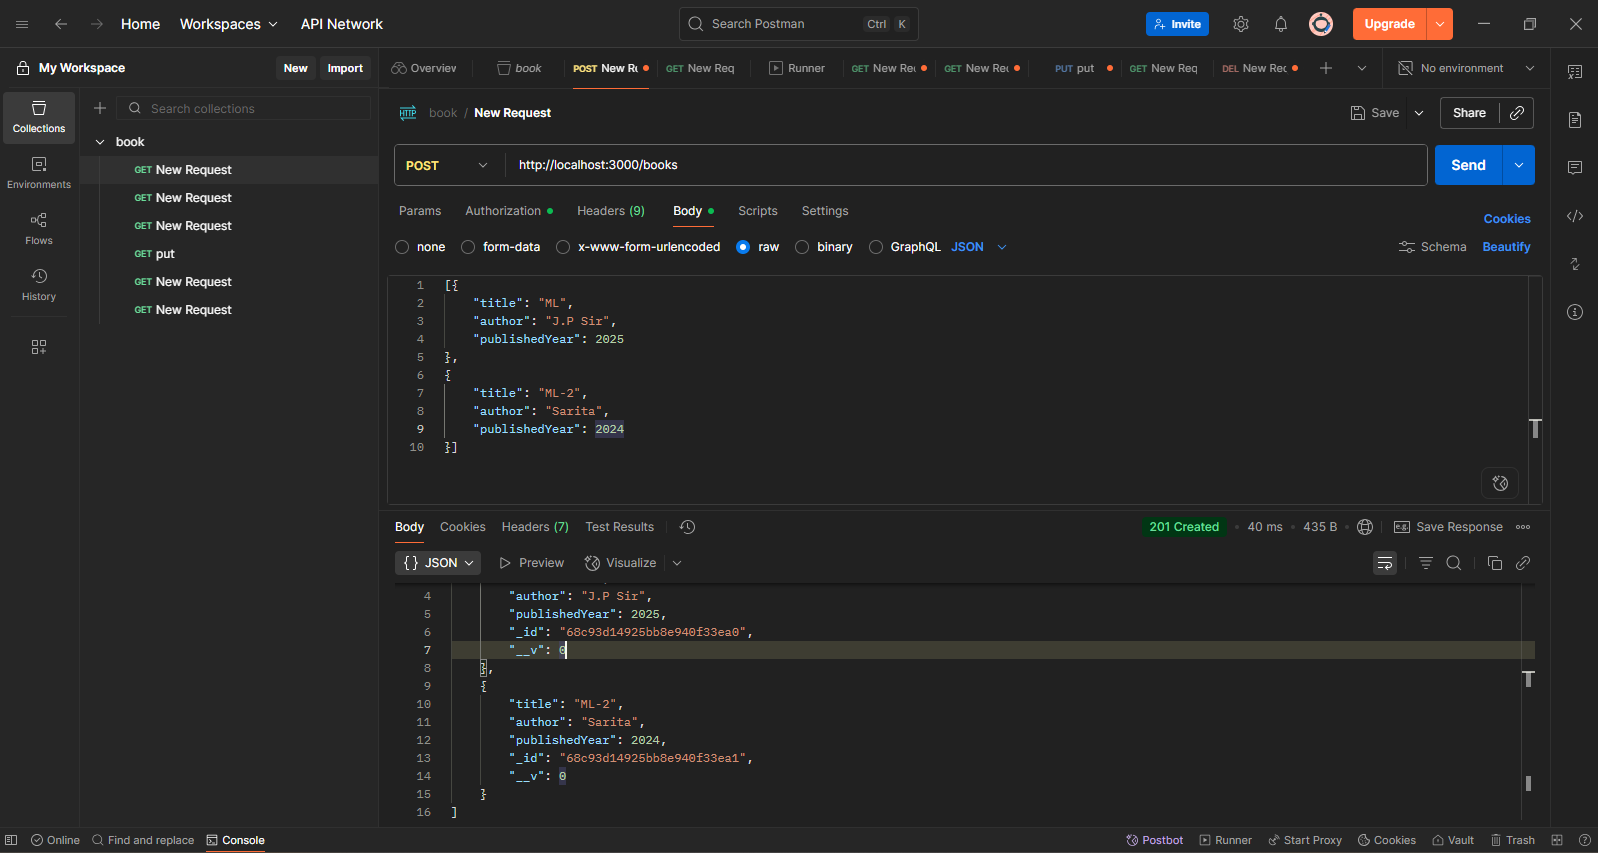 Home Workspaces API Network Search Postman Ctrl K Invite Upgrade
My Workspace New Import Overview book POST New Re GET New Req Runner GET New Rec GET New Rec PUT put GET New Req DEL New Rec No environment
Collections
Search collections
HTTP book / New Request Save Share
book
Environments
GET New Request
POST http://localhost:3000/books Send
GET New Request
Flows
GET New Request
Params Authorization Headers (9) Body Scripts Settings Cookies
GET put
none form-data x-www-form-urlencoded raw binary GraphQL JSON Schema Beautify
History
GET New Request
GET New Request
1 [{
2 "title": "ML",
3 "author": "J.P Sir",
4 "publishedYear": 2025
5 },
6 {
7 "title": "ML-2",
8 "author": "Sarita",
9 "publishedYear": 2024
10 }]
Body Cookies Headers (7) Test Results 201 Created 40 ms 435 B e.g. Save Response
{} JSON Preview Visualize
4 "author": "J.P Sir",
5 "publishedYear": 2025,
6 "_id": "68c93d14925bb8e940f33ea0",
7 "__v": 0
8 },
9 {
10 "title": "ML-2",
11 "author": "Sarita",
12 "publishedYear": 2024,
13 "_id": "68c93d14925bb8e940f33ea1",
14 "__v": 0
15 }
16 ]
Online Find and replace Console Postbot Runner Start Proxy Cookies Vault Trash